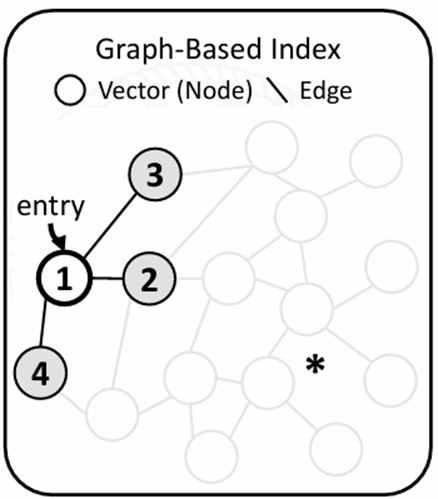 Graph-Based Index
Vector (Node) Edge
3
entry
1 2
4
*